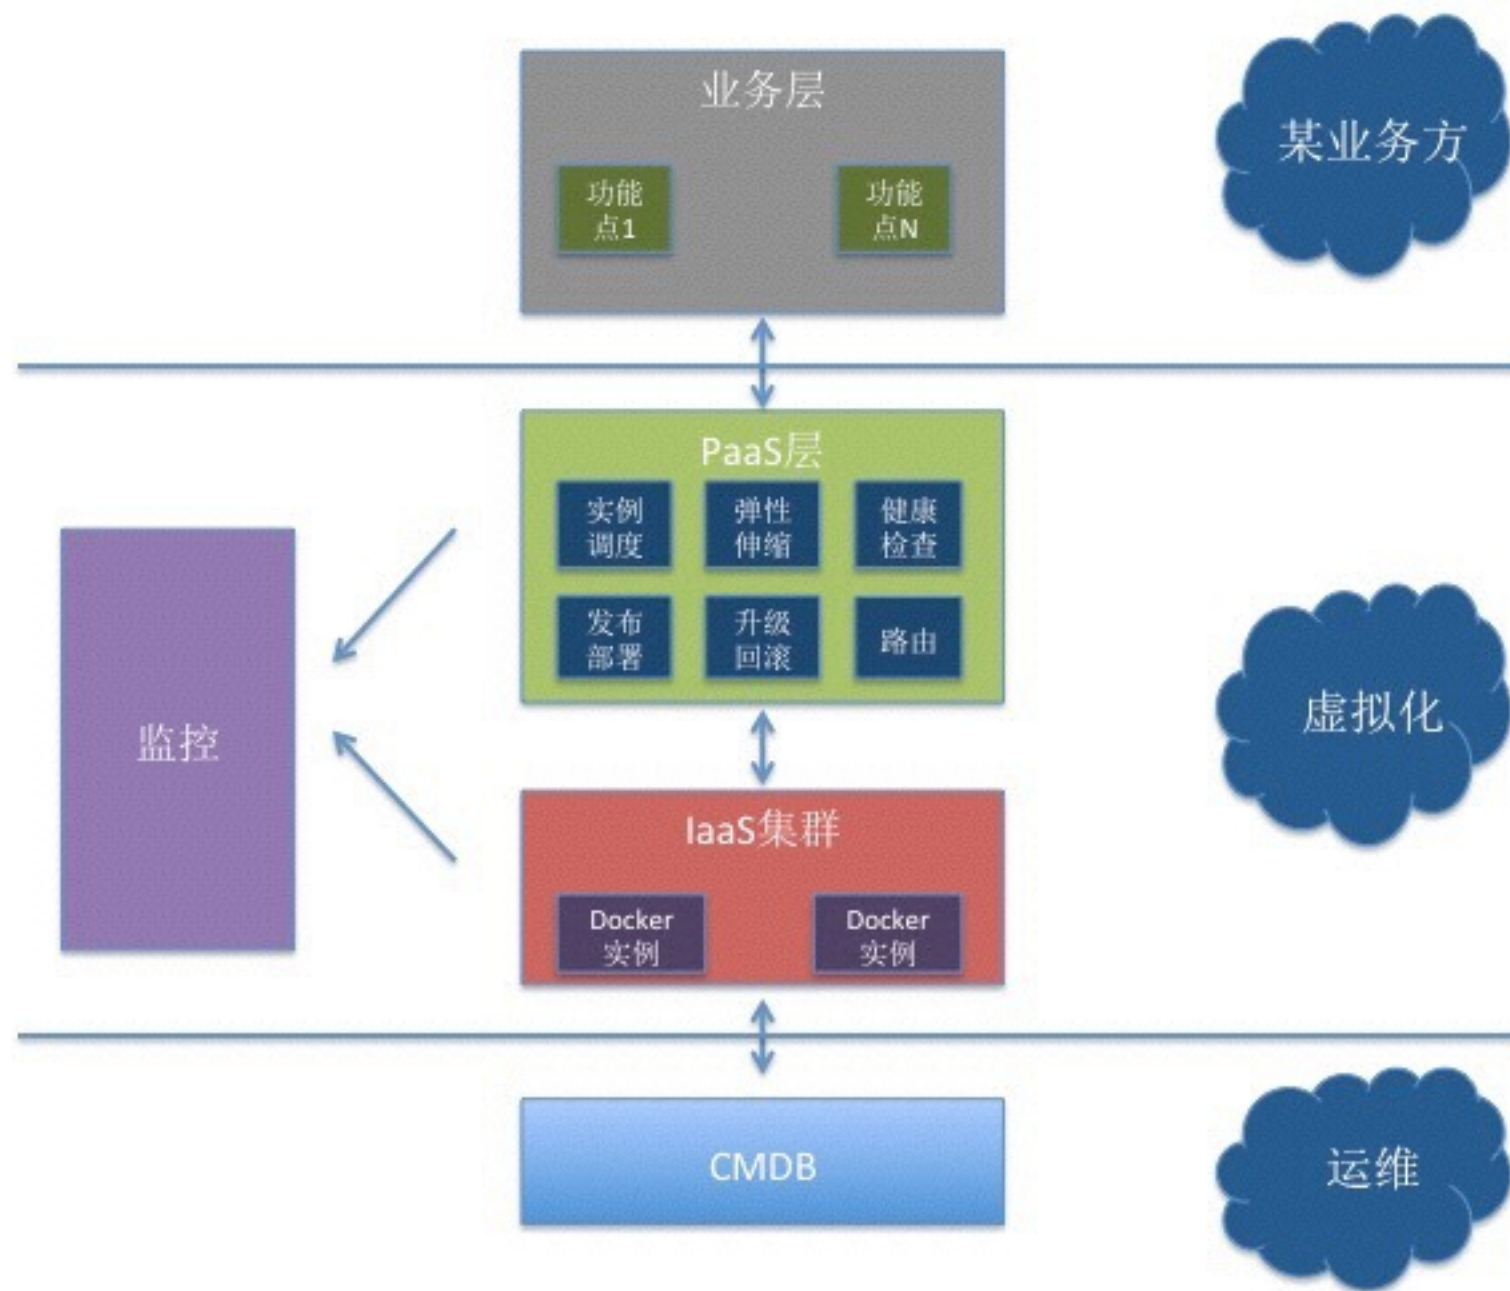 业务层
某业务方
功能
点1
功能
点N
PaaS层
实例
调度
弹性
伸缩
健康
检查
发布
部署
升级
回滚
路由
监控
虚拟化
IaaS集群
Docker
实例
Docker
实例
CMDB
运维